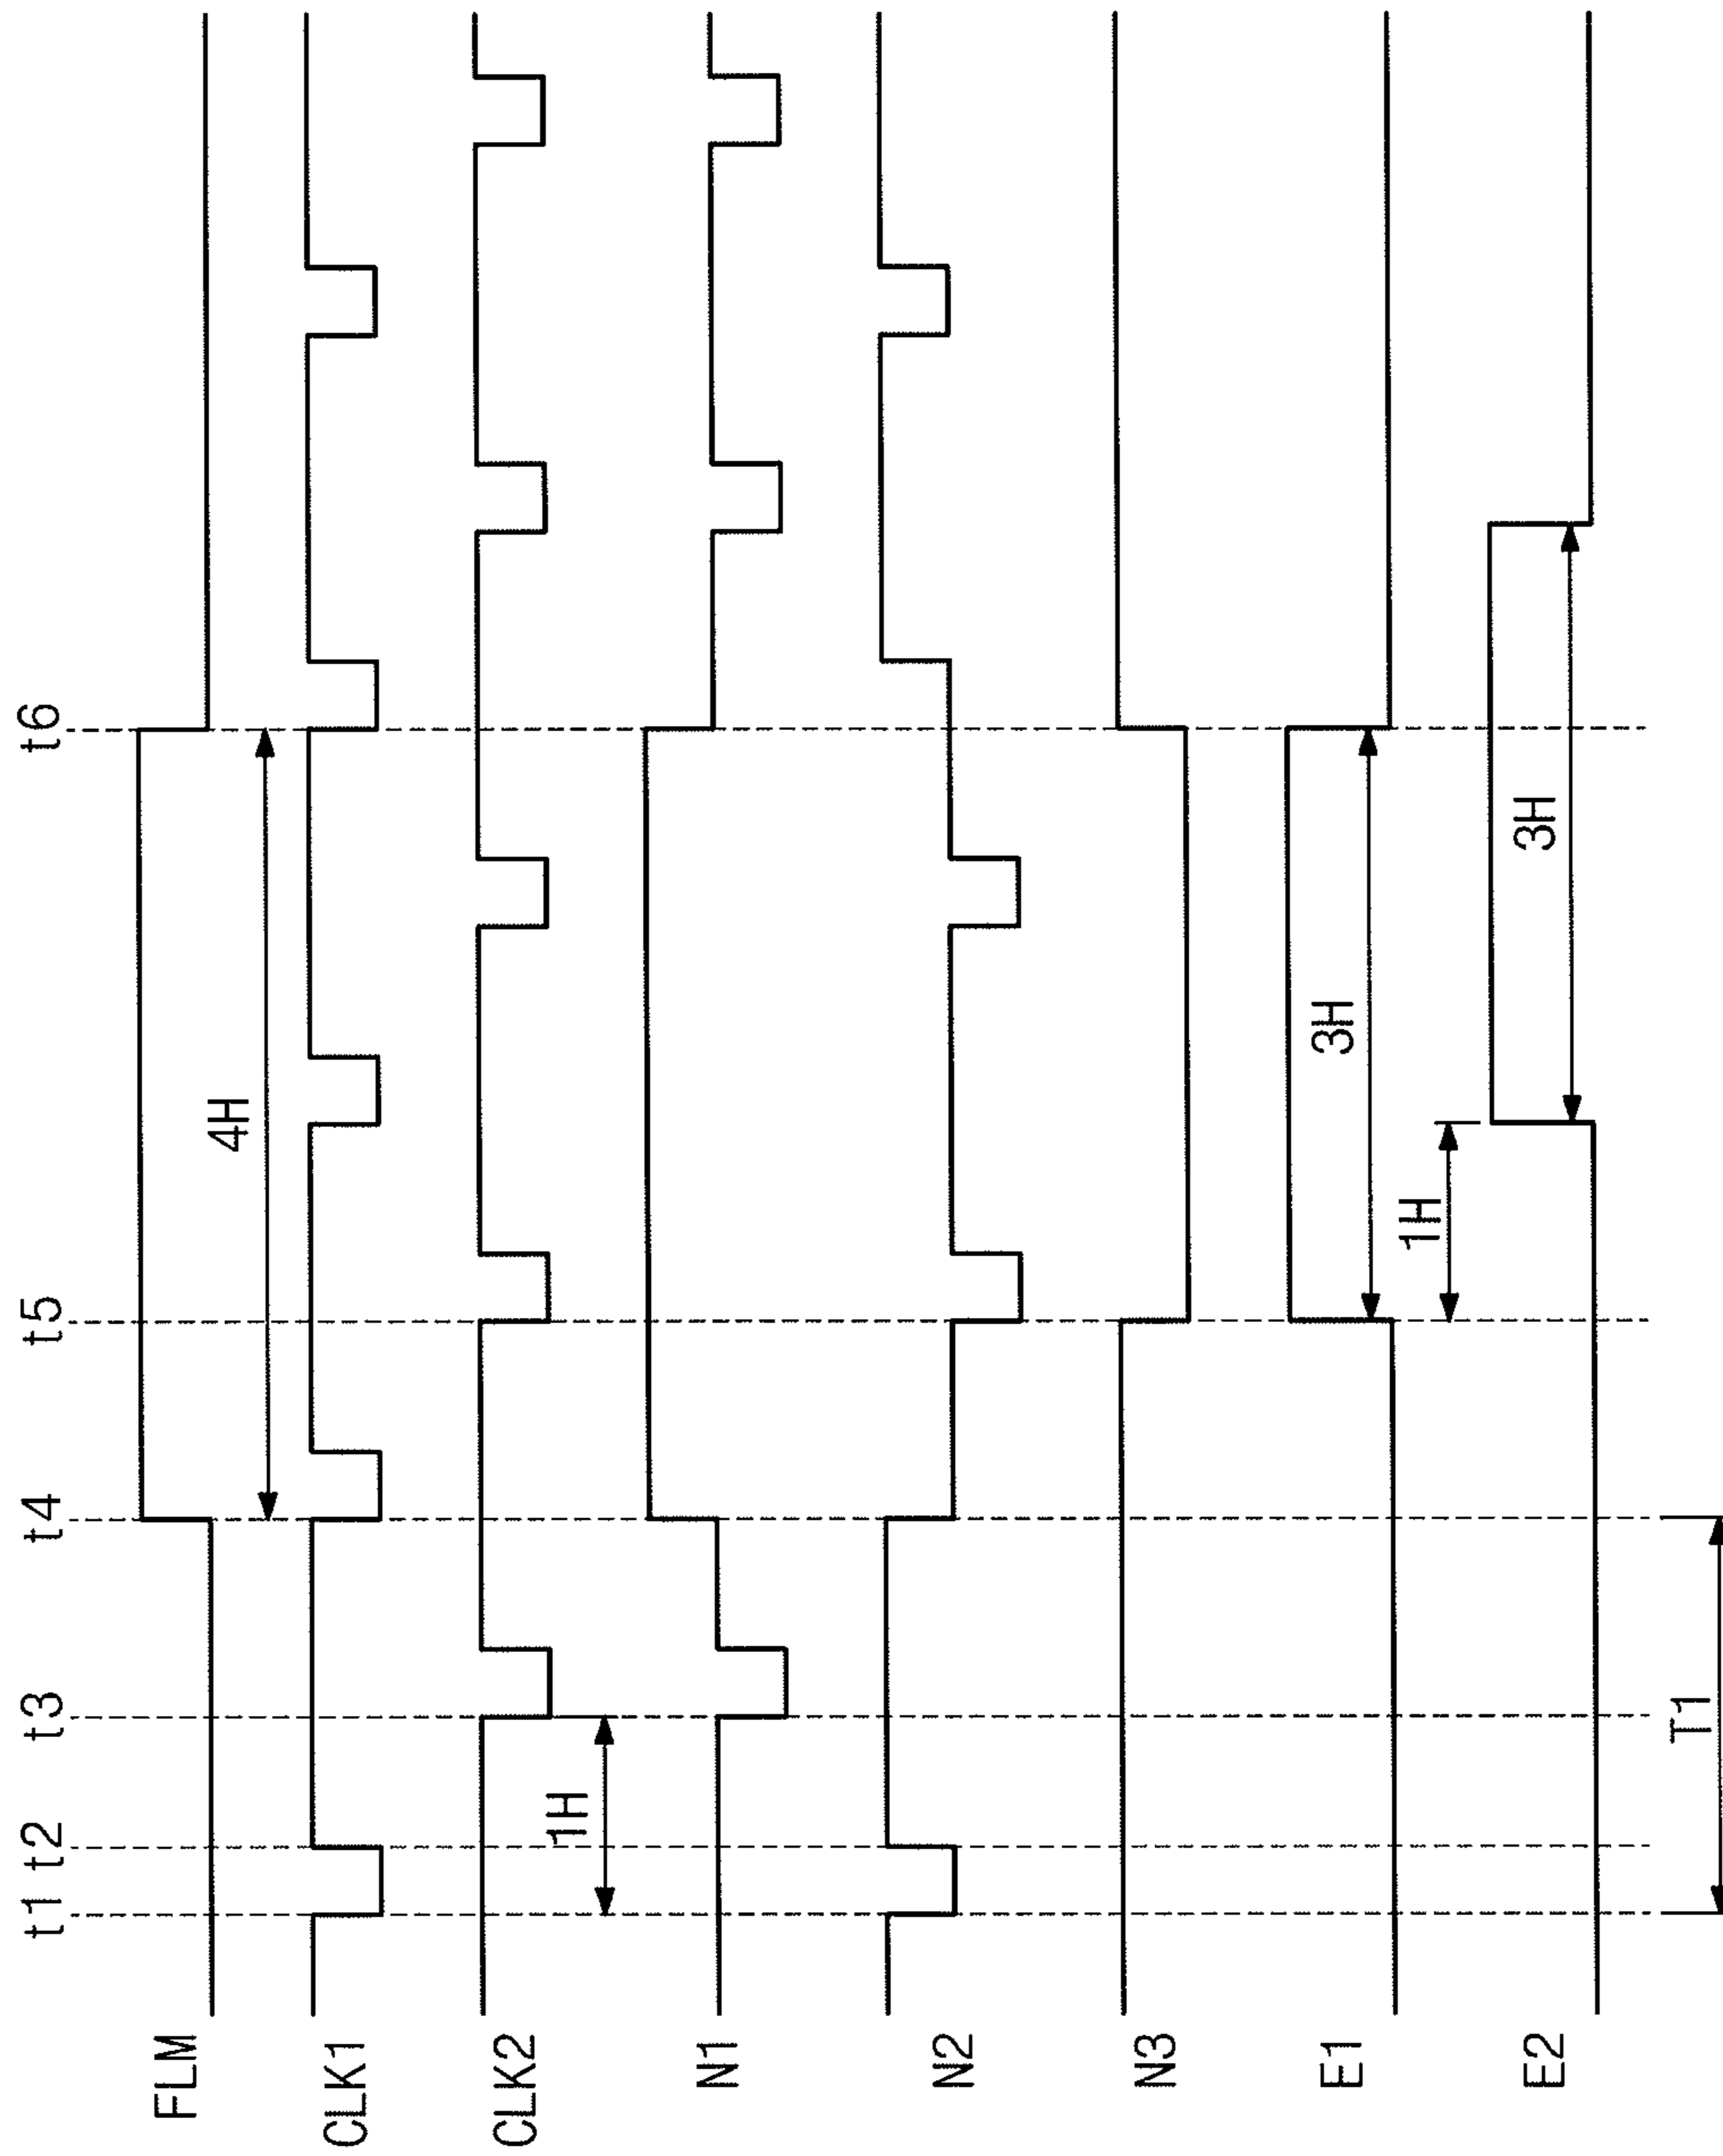 t1 t2 t3 t4 t5 t6
FLM
4H
CLK1
CLK2
1H
N1
N2
N3
E1
3H
1H
E2
3H
T1